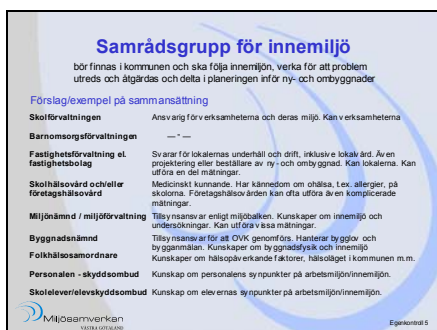 Samrådsgrupp för innemiljö
bör finnas i kommunen och ska följa innemiljön, verka för att problem
utreds och åtgärdas och delta i planeringen inför ny- och ombyggnader
Förslag/exempel på sammansättning
Skolförvaltningen Ansvarig för verksamheterna och deras miljö. Kan verksamheterna
Barnomsorgsförvaltningen — " —
Fastighetsförvaltning el. Svarar för lokalernas underhåll och drift, inklusive lokalvård. Även
fastighetsbolag projektering eller beställare av ny- och ombyggnad. Kan lokalerna. Kan
utföra en del mätningar.
Skolhälsovård och/eller Medicinskt kunnande. Har kännedom om ohälsa, t.ex. allergier, på
företagshälsovård skolorna. Företagshälsovården kan ofta utföra även komplicerade
mätningar.
Miljönämnd / miljöförvaltning Tillsynsansvar enligt miljöbalken. Kunskaper om innemiljö och
undersökningar. Kan utföra vissa mätningar.
Byggnadsnämnd Tillsynsansvar för att OVK genomförs. Hanterar bygglov och
bygganmälan. Kunskaper om byggnadsfysik och innemiljö
Folkhälsosamordnare Kunskaper om hälsopåverkande faktorer, hälsoläget i kommunen m.m.
Personalen - skyddsombud Kunskap om personalens synpunkter på arbetsmiljön/innemiljön.
Skolelever/elevskyddsombud Kunskap om elevernas synpunkter på arbetsmiljön/innemiljön.
Miljösamverkan
VÄSTRA GÖTALAND
Egenkontroll 5